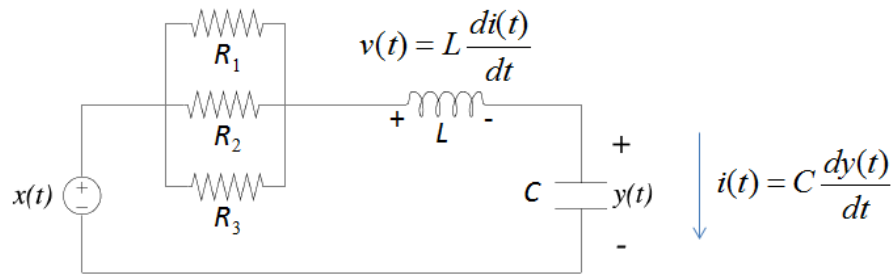 R₁
v(t) = L di(t)/dt
R₂
+ L -
x(t)
+
-
R₃
C
+
y(t)
-
i(t) = C dy(t)/dt